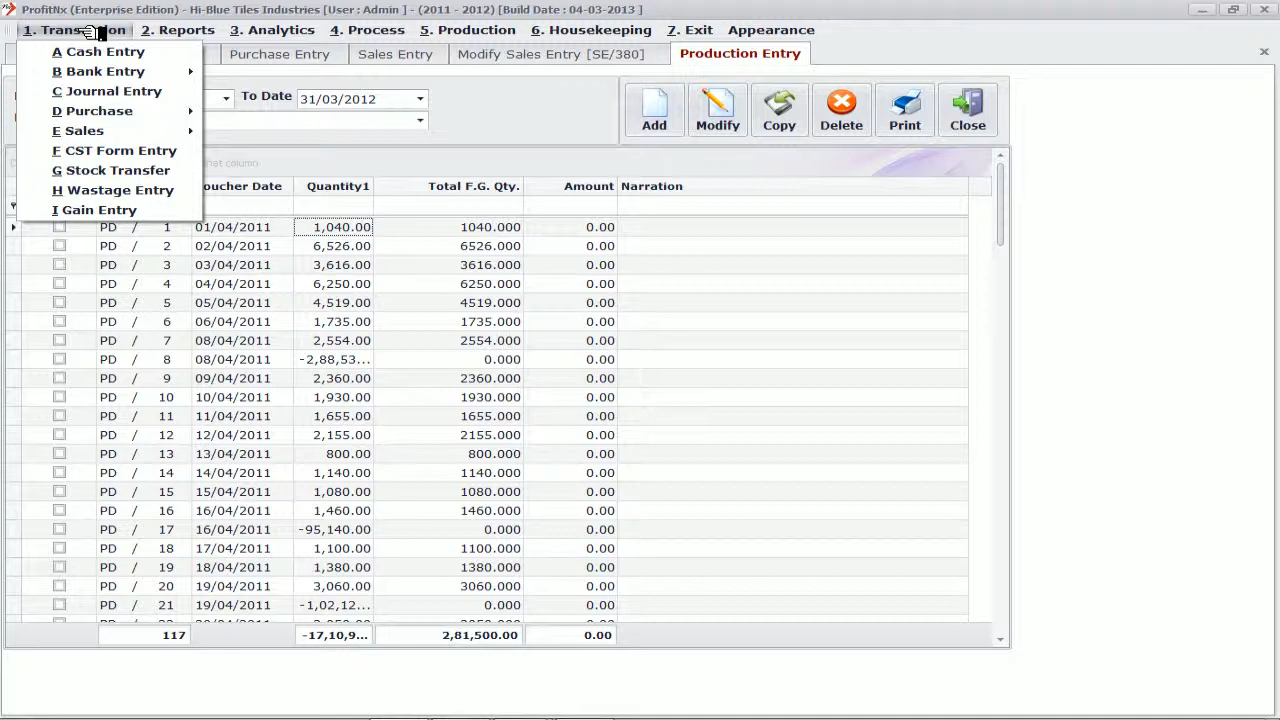 ProfitNx (Enterprise Edition) - Hi-Blue Tiles Industries [User : Admin ] - (2011 - 2012) [Build Date : 04-03-2013 ]
2. Reports 3. Analytics 4. Process 5. Production 6. Housekeeping 7. Exit Appearance
Purchase Entry Sales Entry Modify Sales Entry [SE/380] Production Entry
A Cash Entry
B Bank Entry
C Journal Entry
D Purchase
E Sales
F CST Form Entry
G Stock Transfer
H Wastage Entry
I Gain Entry
To Date 31/03/2012
Add Modify Copy Delete Print Close
hat column
oucher Date Quantity1 Total F.G. Qty. Amount Narration
PD / 1 01/04/2011 1,040.00 1040.000 0.00
PD / 2 02/04/2011 6,526.00 6526.000 0.00
PD / 3 03/04/2011 3,616.00 3616.000 0.00
PD / 4 04/04/2011 6,250.00 6250.000 0.00
PD / 5 05/04/2011 4,519.00 4519.000 0.00
PD / 6 06/04/2011 1,735.00 1735.000 0.00
PD / 7 08/04/2011 2,554.00 2554.000 0.00
PD / 8 08/04/2011 -2,88,53... 0.000 0.00
PD / 9 09/04/2011 2,360.00 2360.000 0.00
PD / 10 10/04/2011 1,930.00 1930.000 0.00
PD / 11 11/04/2011 1,655.00 1655.000 0.00
PD / 12 12/04/2011 2,155.00 2155.000 0.00
PD / 13 13/04/2011 800.00 800.000 0.00
PD / 14 14/04/2011 1,140.00 1140.000 0.00
PD / 15 15/04/2011 1,080.00 1080.000 0.00
PD / 16 16/04/2011 1,460.00 1460.000 0.00
PD / 17 16/04/2011 -95,140.00 0.000 0.00
PD / 18 17/04/2011 1,100.00 1100.000 0.00
PD / 19 18/04/2011 1,380.00 1380.000 0.00
PD / 20 19/04/2011 3,060.00 3060.000 0.00
PD / 21 19/04/2011 -1,02,12... 0.000 0.00
117 -17,10,9... 2,81,500.00 0.00